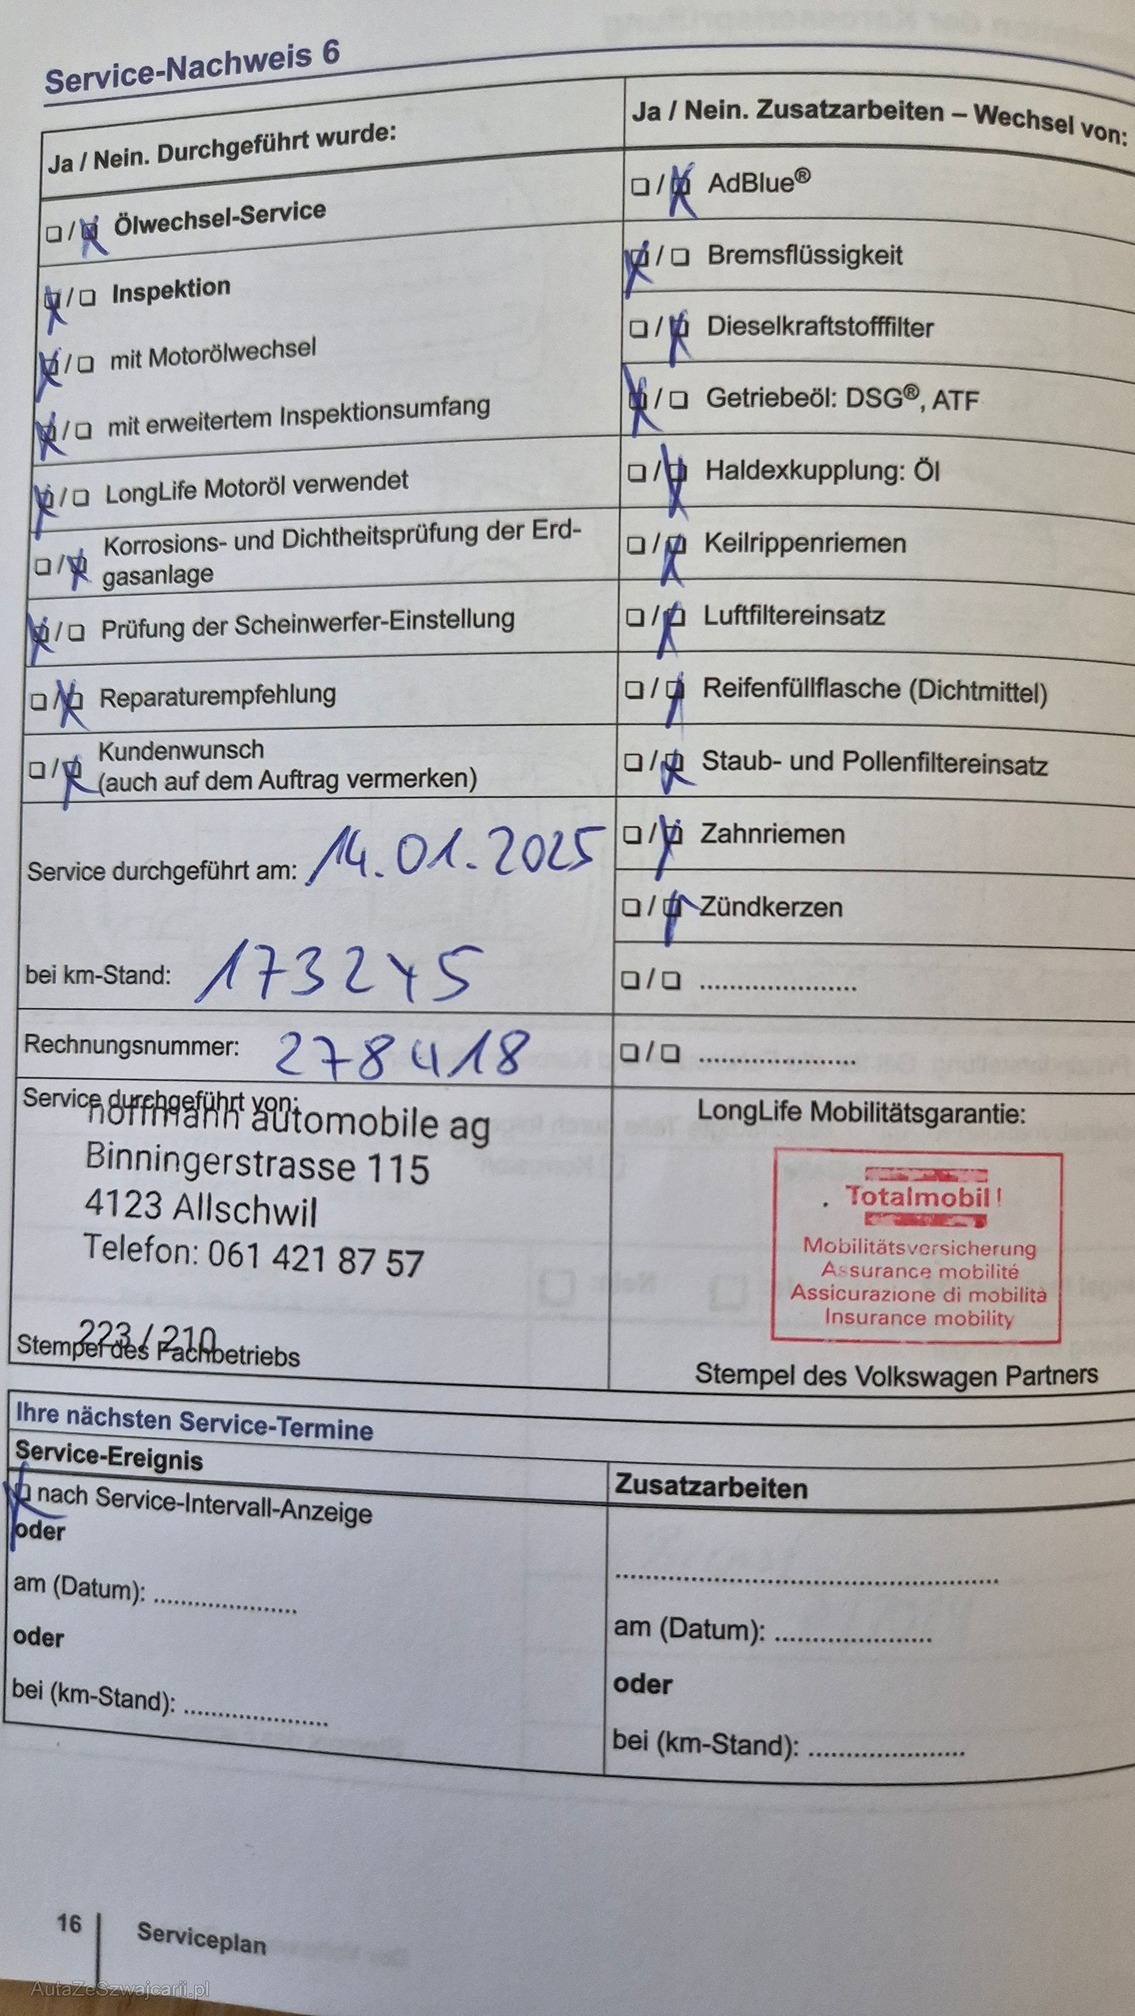 Service-Nachweis 6
Ja / Nein. Durchgeführt wurde:
☐ / ☒ Ölwechsel-Service
☒ / ☐ Inspektion
☒ / ☐ mit Motorölwechsel
☒ / ☐ mit erweitertem Inspektionsumfang
☒ / ☐ LongLife Motoröl verwendet
☐ / ☒ Korrosions- und Dichtheitsprüfung der Erd-
gasanlage
☒ / ☐ Prüfung der Scheinwerfer-Einstellung
☐ / ☒ Reparaturempfehlung
☐ / ☒ Kundenwunsch
(auch auf dem Auftrag vermerken)
Service durchgeführt am: 14.01.2025
bei km-Stand: 173245
Rechnungsnummer: 278418
Service durchgeführt von:
hoffmann automobile ag
Binningerstrasse 115
4123 Allschwil
Telefon: 061 421 87 57
223 / 210
Stempel des Fachbetriebs
Ja / Nein. Zusatzarbeiten – Wechsel von:
☐ / ☒ AdBlue®
☒ / ☐ Bremsflüssigkeit
☐ / ☒ Dieselkraftstofffilter
☒ / ☐ Getriebeöl: DSG®, ATF
☐ / ☒ Haldexkupplung: Öl
☐ / ☒ Keilrippenriemen
☐ / ☒ Luftfiltereinsatz
☐ / ☒ Reifenfüllflasche (Dichtmittel)
☐ / ☒ Staub- und Pollenfiltereinsatz
☐ / ☒ Zahnriemen
☐ / ☒ Zündkerzen
☐ / ☐ ......................
☐ / ☐ ......................
LongLife Mobilitätsgarantie:
Totalmobil!
Mobilitätsversicherung
Assurance mobilité
Assicurazione di mobilità
Insurance mobility
Stempel des Volkswagen Partners
Ihre nächsten Service-Termine
Service-Ereignis
☒ nach Service-Intervall-Anzeige
oder
am (Datum): ......................
oder
bei (km-Stand): ......................
Zusatzarbeiten
......................
am (Datum): ......................
oder
bei (km-Stand): ......................
16
Serviceplan
AutaZeSzwajcarii.pl